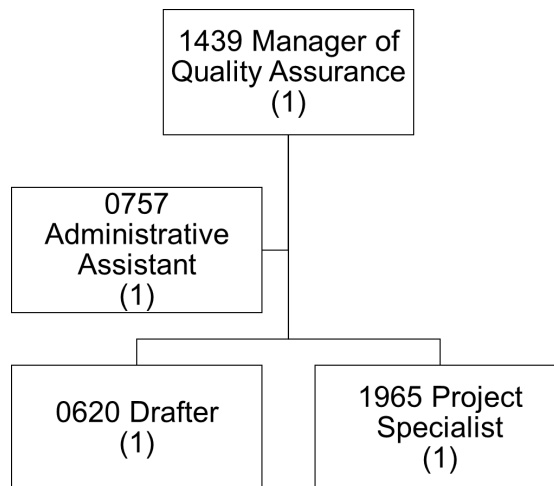 1439 Manager of
Quality Assurance
(1)
0757
Administrative
Assistant
(1)
0620 Drafter
(1)
1965 Project
Specialist
(1)